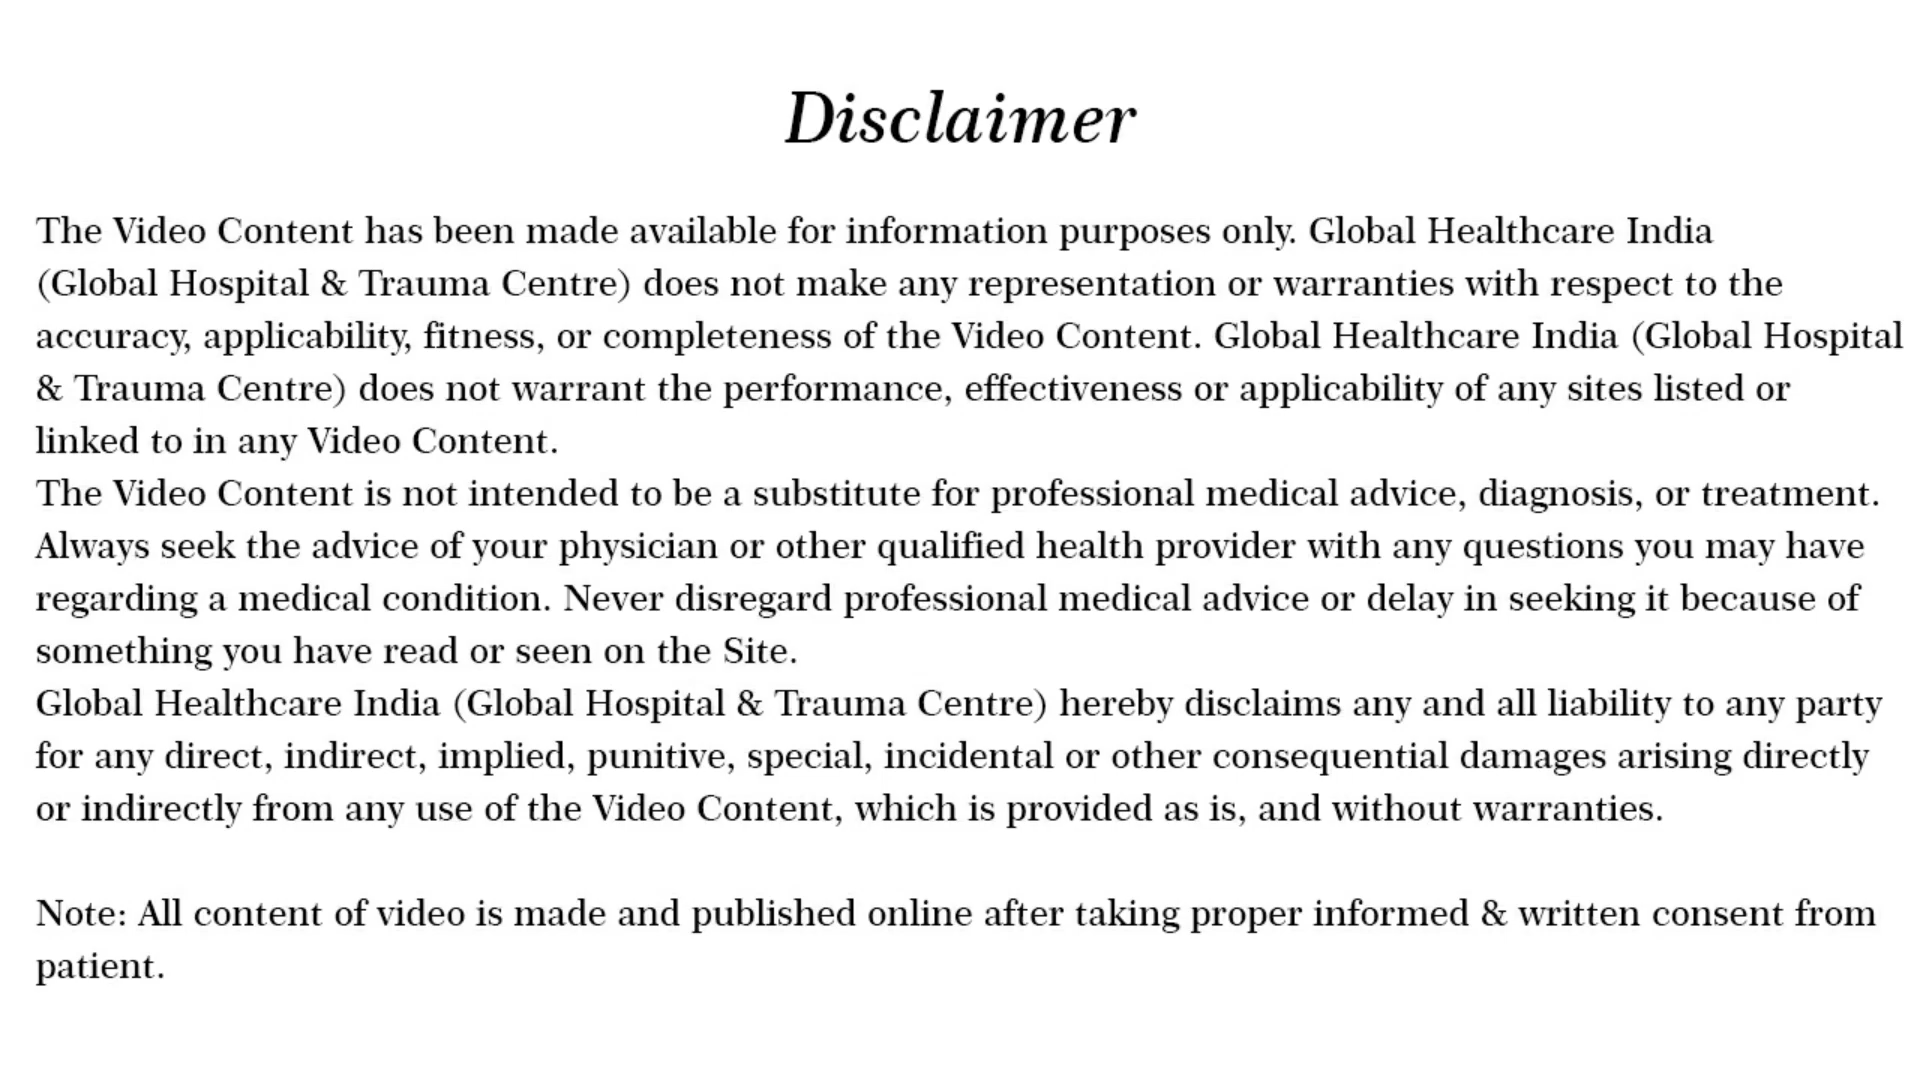 Disclaimer
The Video Content has been made available for information purposes only. Global Healthcare India
(Global Hospital & Trauma Centre) does not make any representation or warranties with respect to the
accuracy, applicability, fitness, or completeness of the Video Content. Global Healthcare India (Global Hospital
& Trauma Centre) does not warrant the performance, effectiveness or applicability of any sites listed or
linked to in any Video Content.
The Video Content is not intended to be a substitute for professional medical advice, diagnosis, or treatment.
Always seek the advice of your physician or other qualified health provider with any questions you may have
regarding a medical condition. Never disregard professional medical advice or delay in seeking it because of
something you have read or seen on the Site.
Global Healthcare India (Global Hospital & Trauma Centre) hereby disclaims any and all liability to any party
for any direct, indirect, implied, punitive, special, incidental or other consequential damages arising directly
or indirectly from any use of the Video Content, which is provided as is, and without warranties.
Note: All content of video is made and published online after taking proper informed & written consent from
patient.